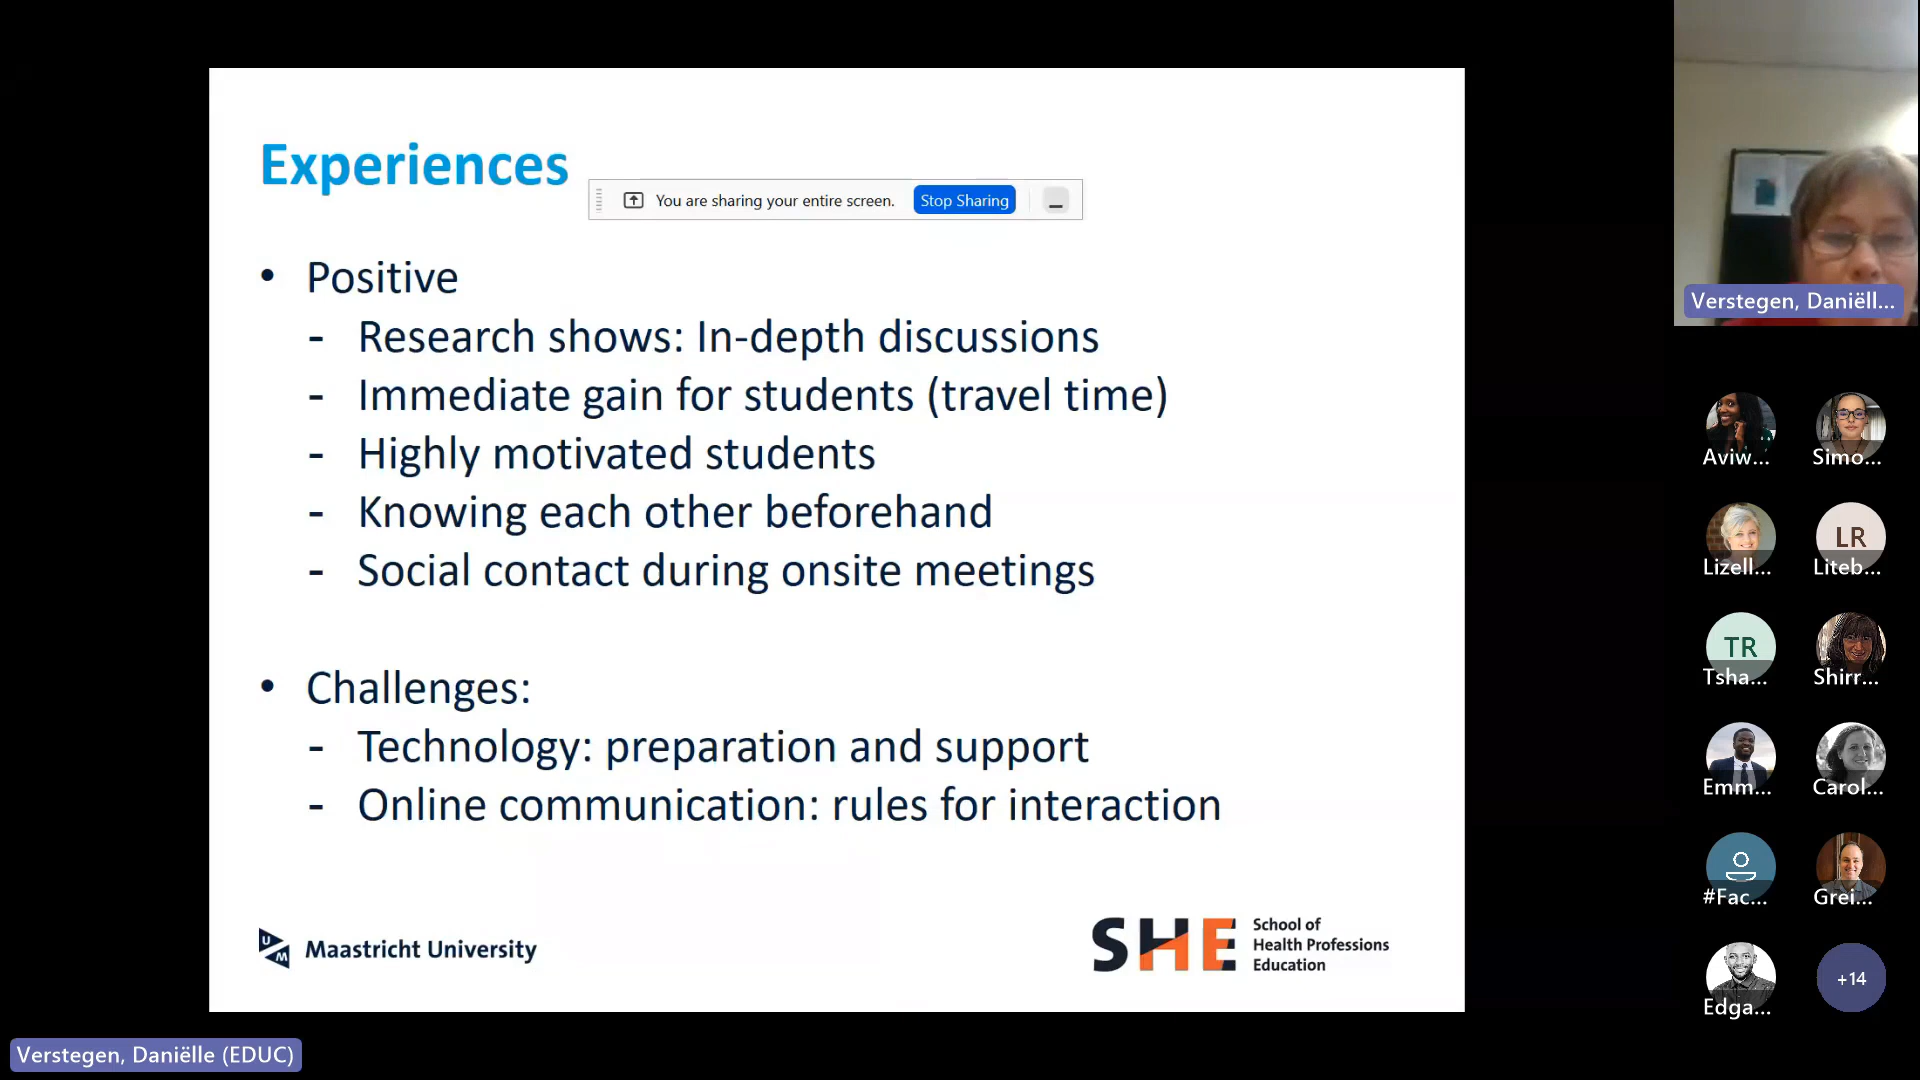 Experiences
You are sharing your entire screen. Stop Sharing
• Positive
- Research shows: In-depth discussions
- Immediate gain for students (travel time)
- Highly motivated students
- Knowing each other beforehand
- Social contact during onsite meetings
• Challenges:
- Technology: preparation and support
- Online communication: rules for interaction
UM Maastricht University
SHE School of
Health Professions
Education
Verstegen, Daniëlle (EDUC)
Verstegen, Daniëll...
Aviw... Simo...
Lizell... LR Liteb...
TR Tsha... Shirr...
Emm... Carol...
#Fac... Grei...
Edga... +14